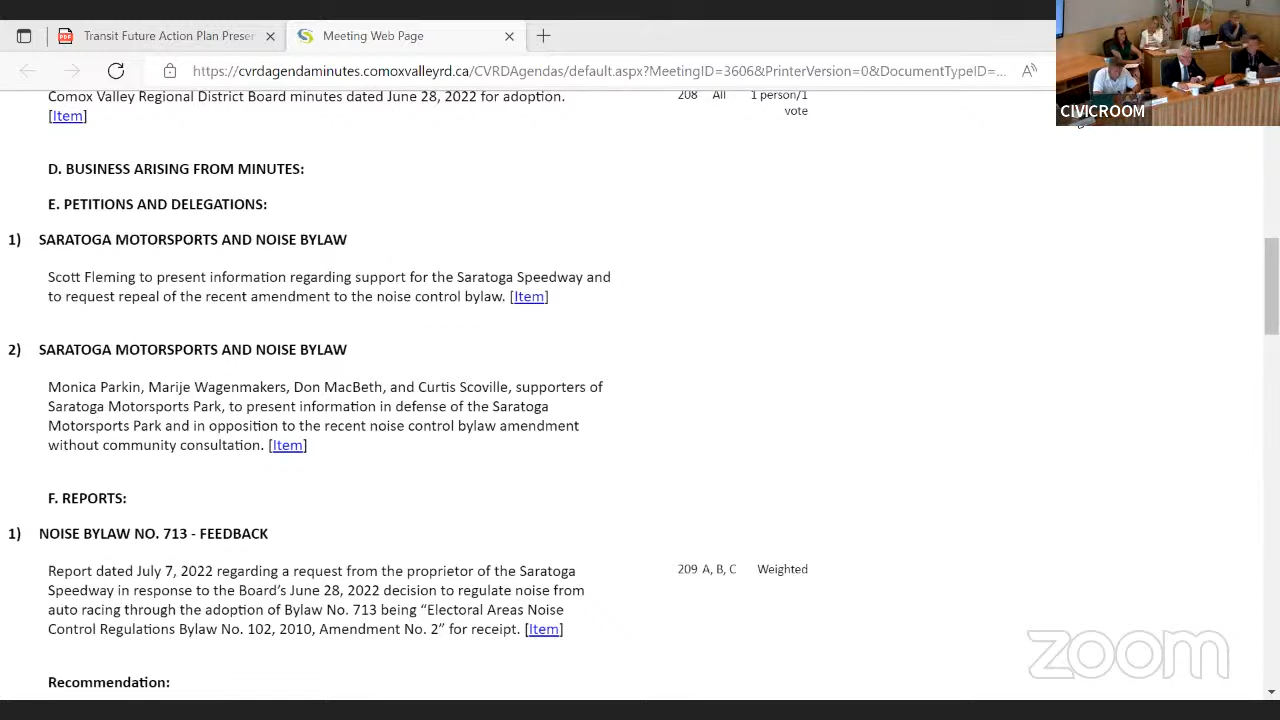 Transit Future Action Plan Preser
Meeting Web Page
https://cvrdagendaminutes.comoxvalleyrd.ca/CVRDAgendas/default.aspx?MeetingID=3606&PrinterVersion=0&DocumentTypeID=...
CIVICROOM
Comox Valley Regional District Board minutes dated June 28, 2022 for adoption.
[Item]
208 All 1 person/1
vote
D. BUSINESS ARISING FROM MINUTES:
E. PETITIONS AND DELEGATIONS:
1) SARATOGA MOTORSPORTS AND NOISE BYLAW
Scott Fleming to present information regarding support for the Saratoga Speedway and
to request repeal of the recent amendment to the noise control bylaw. [Item]
2) SARATOGA MOTORSPORTS AND NOISE BYLAW
Monica Parkin, Marije Wagenmakers, Don MacBeth, and Curtis Scoville, supporters of
Saratoga Motorsports Park, to present information in defense of the Saratoga
Motorsports Park and in opposition to the recent noise control bylaw amendment
without community consultation. [Item]
F. REPORTS:
1) NOISE BYLAW NO. 713 - FEEDBACK
Report dated July 7, 2022 regarding a request from the proprietor of the Saratoga
Speedway in response to the Board's June 28, 2022 decision to regulate noise from
auto racing through the adoption of Bylaw No. 713 being “Electoral Areas Noise
Control Regulations Bylaw No. 102, 2010, Amendment No. 2” for receipt. [Item]
209 A, B, C Weighted
Recommendation:
zoom